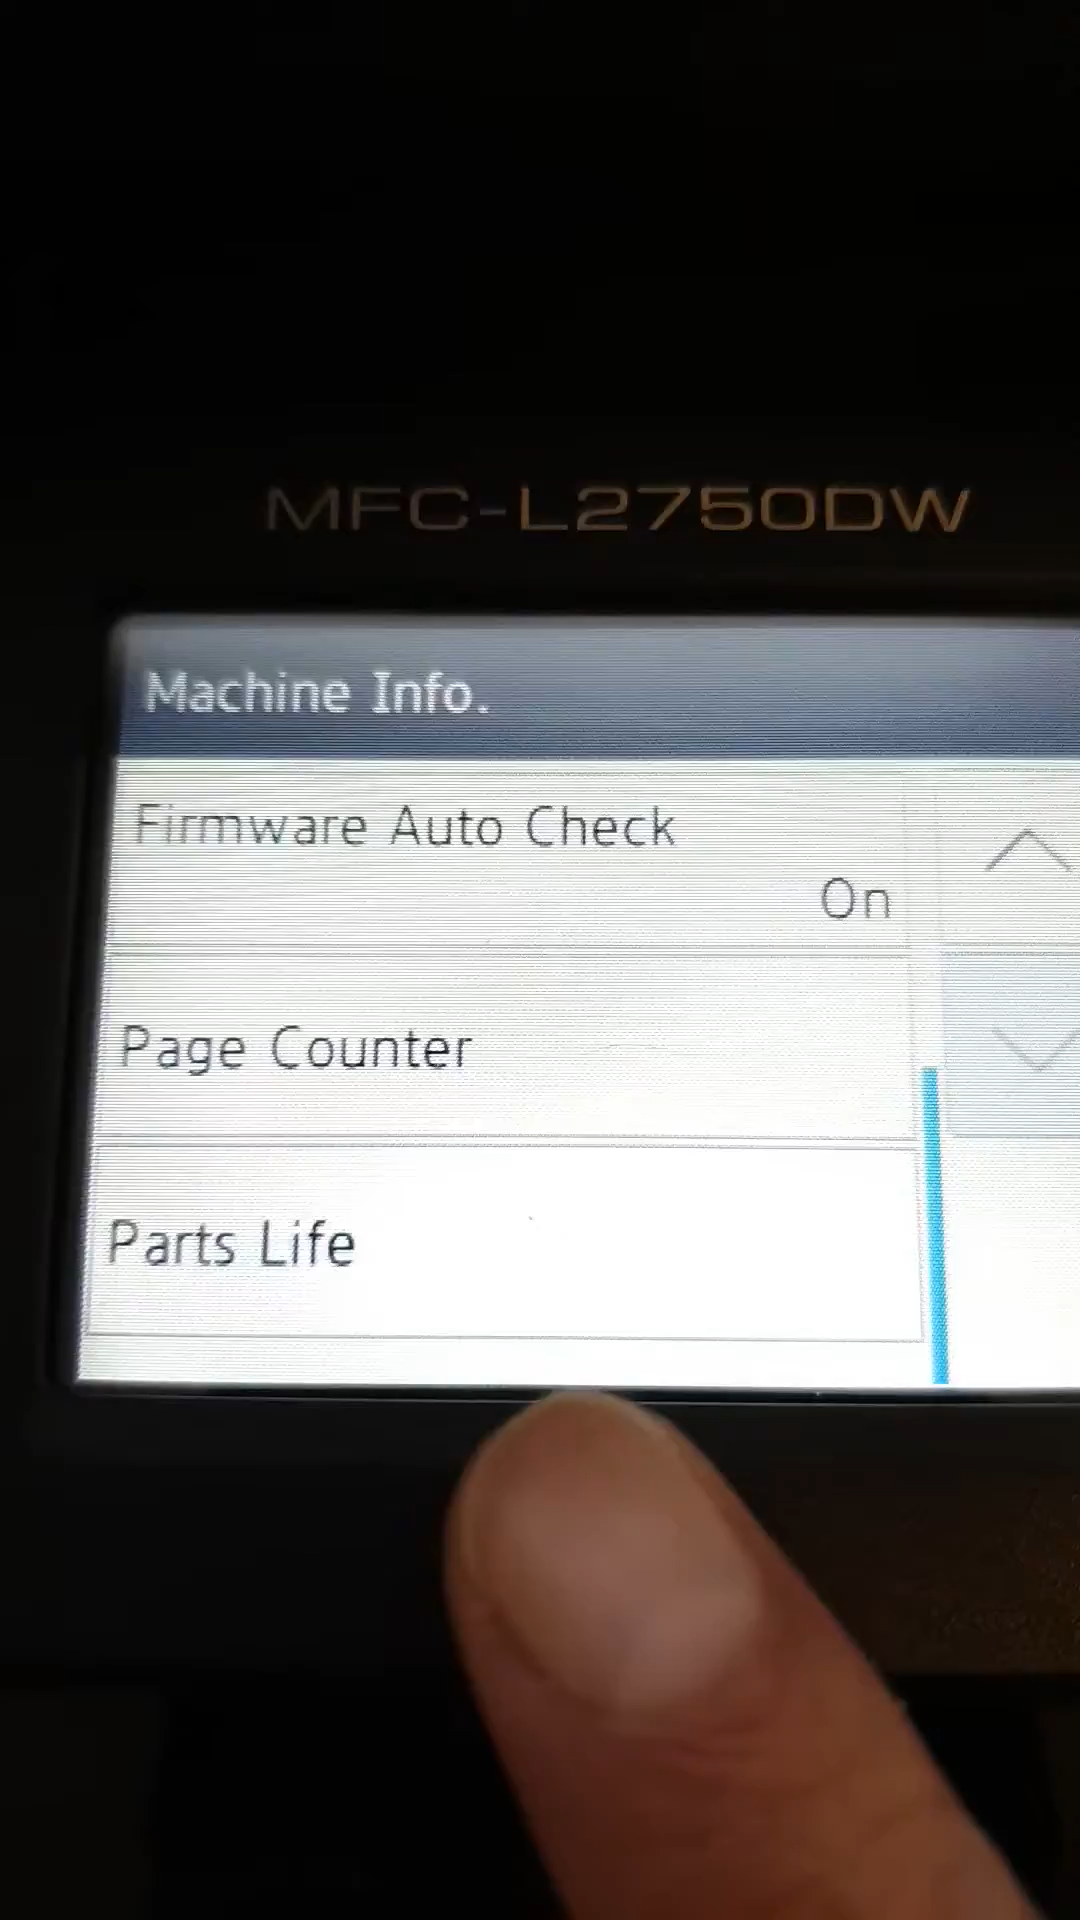 MFC-L2750DW
Machine Info.
Firmware Auto Check
On
Page Counter
Parts Life